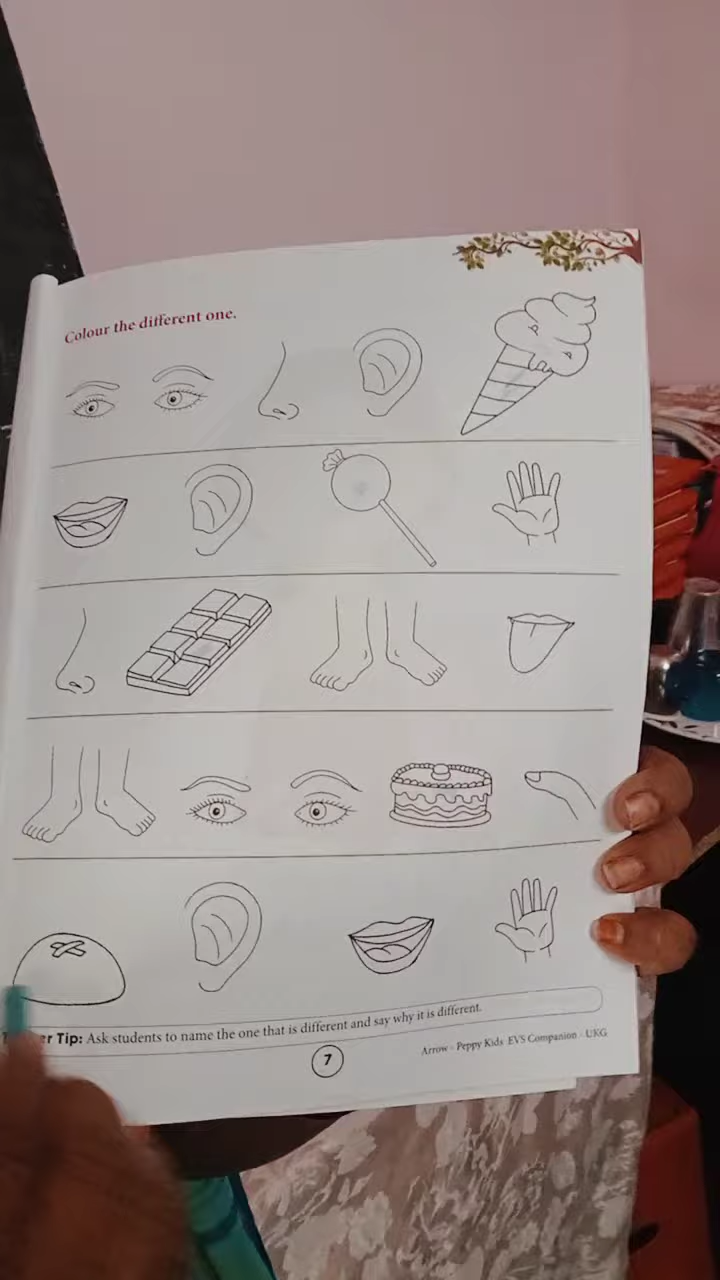 Colour the different one.
Tip: Ask students to name the one that is different and say why it is different.
7
Arrow - Peppy Kids EVS Companion - UKG